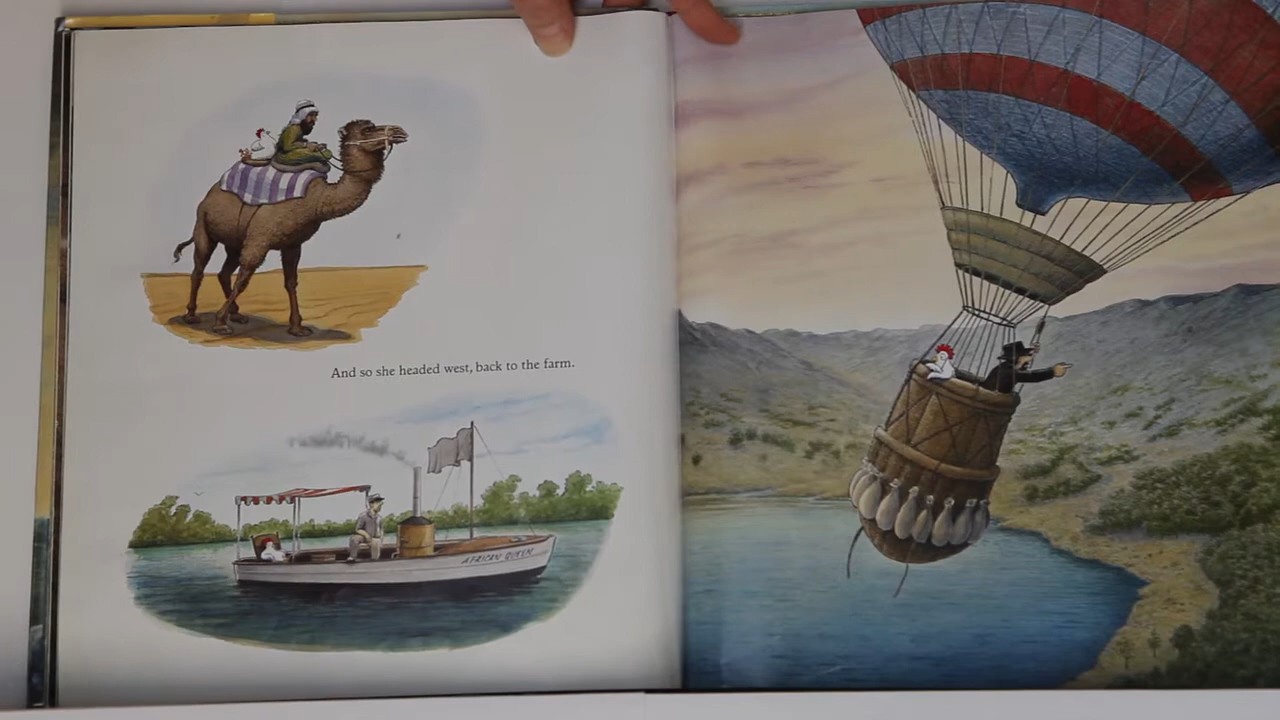 And so she headed west, back to the farm.
AFRICAN QUEEN